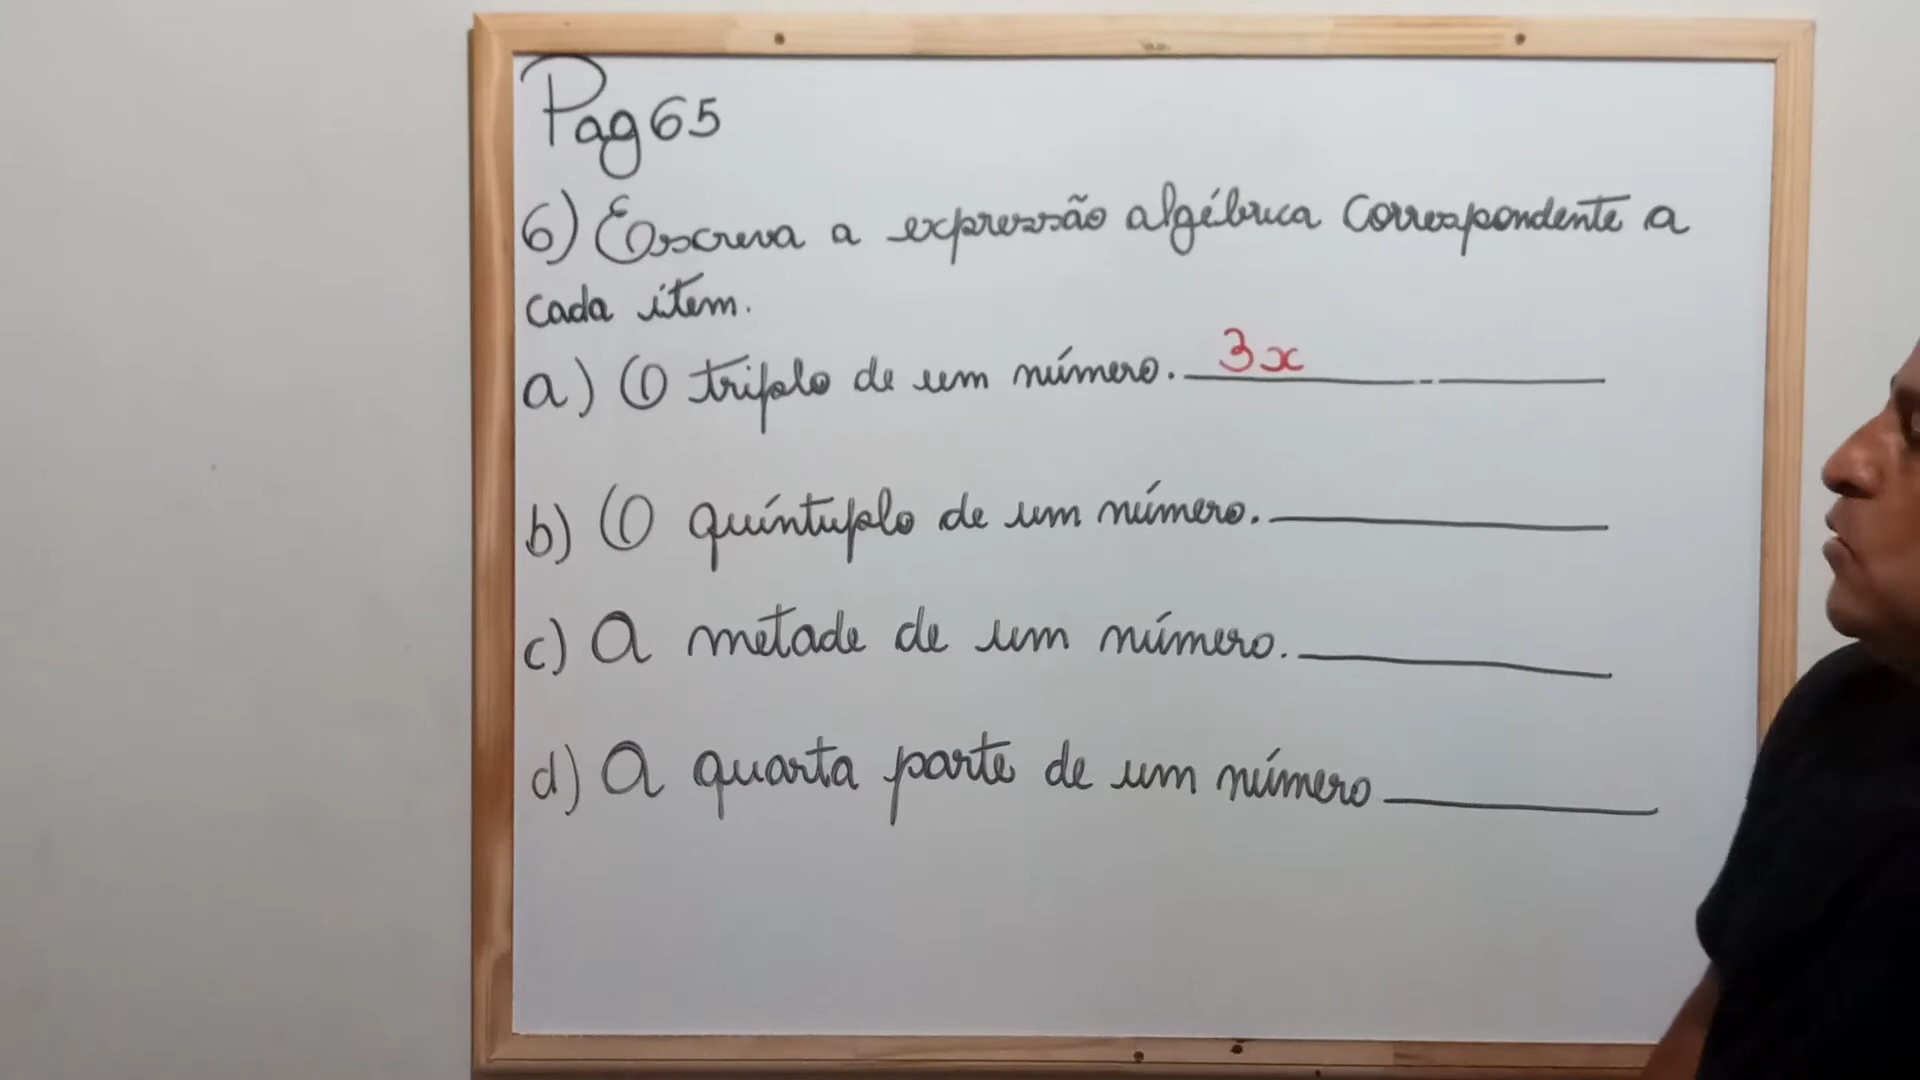 Pag 65
6) Escreva a expressão algébrica correspondente a
cada ítem.
a) O triplo de um número. 3x
b) O quíntuplo de um número.
c) A metade de um número.
d) A quarta parte de um número